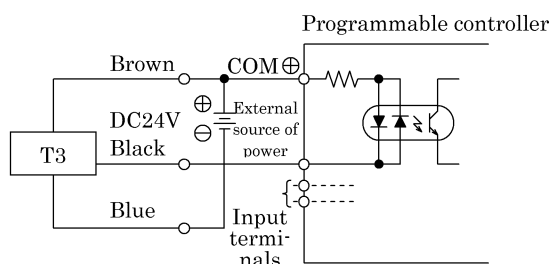 Programmable controller
Brown
COM ⊕
⊕
External
DC24V
source of
⊖
power
Black
T3
Blue
Input
termi-
nals